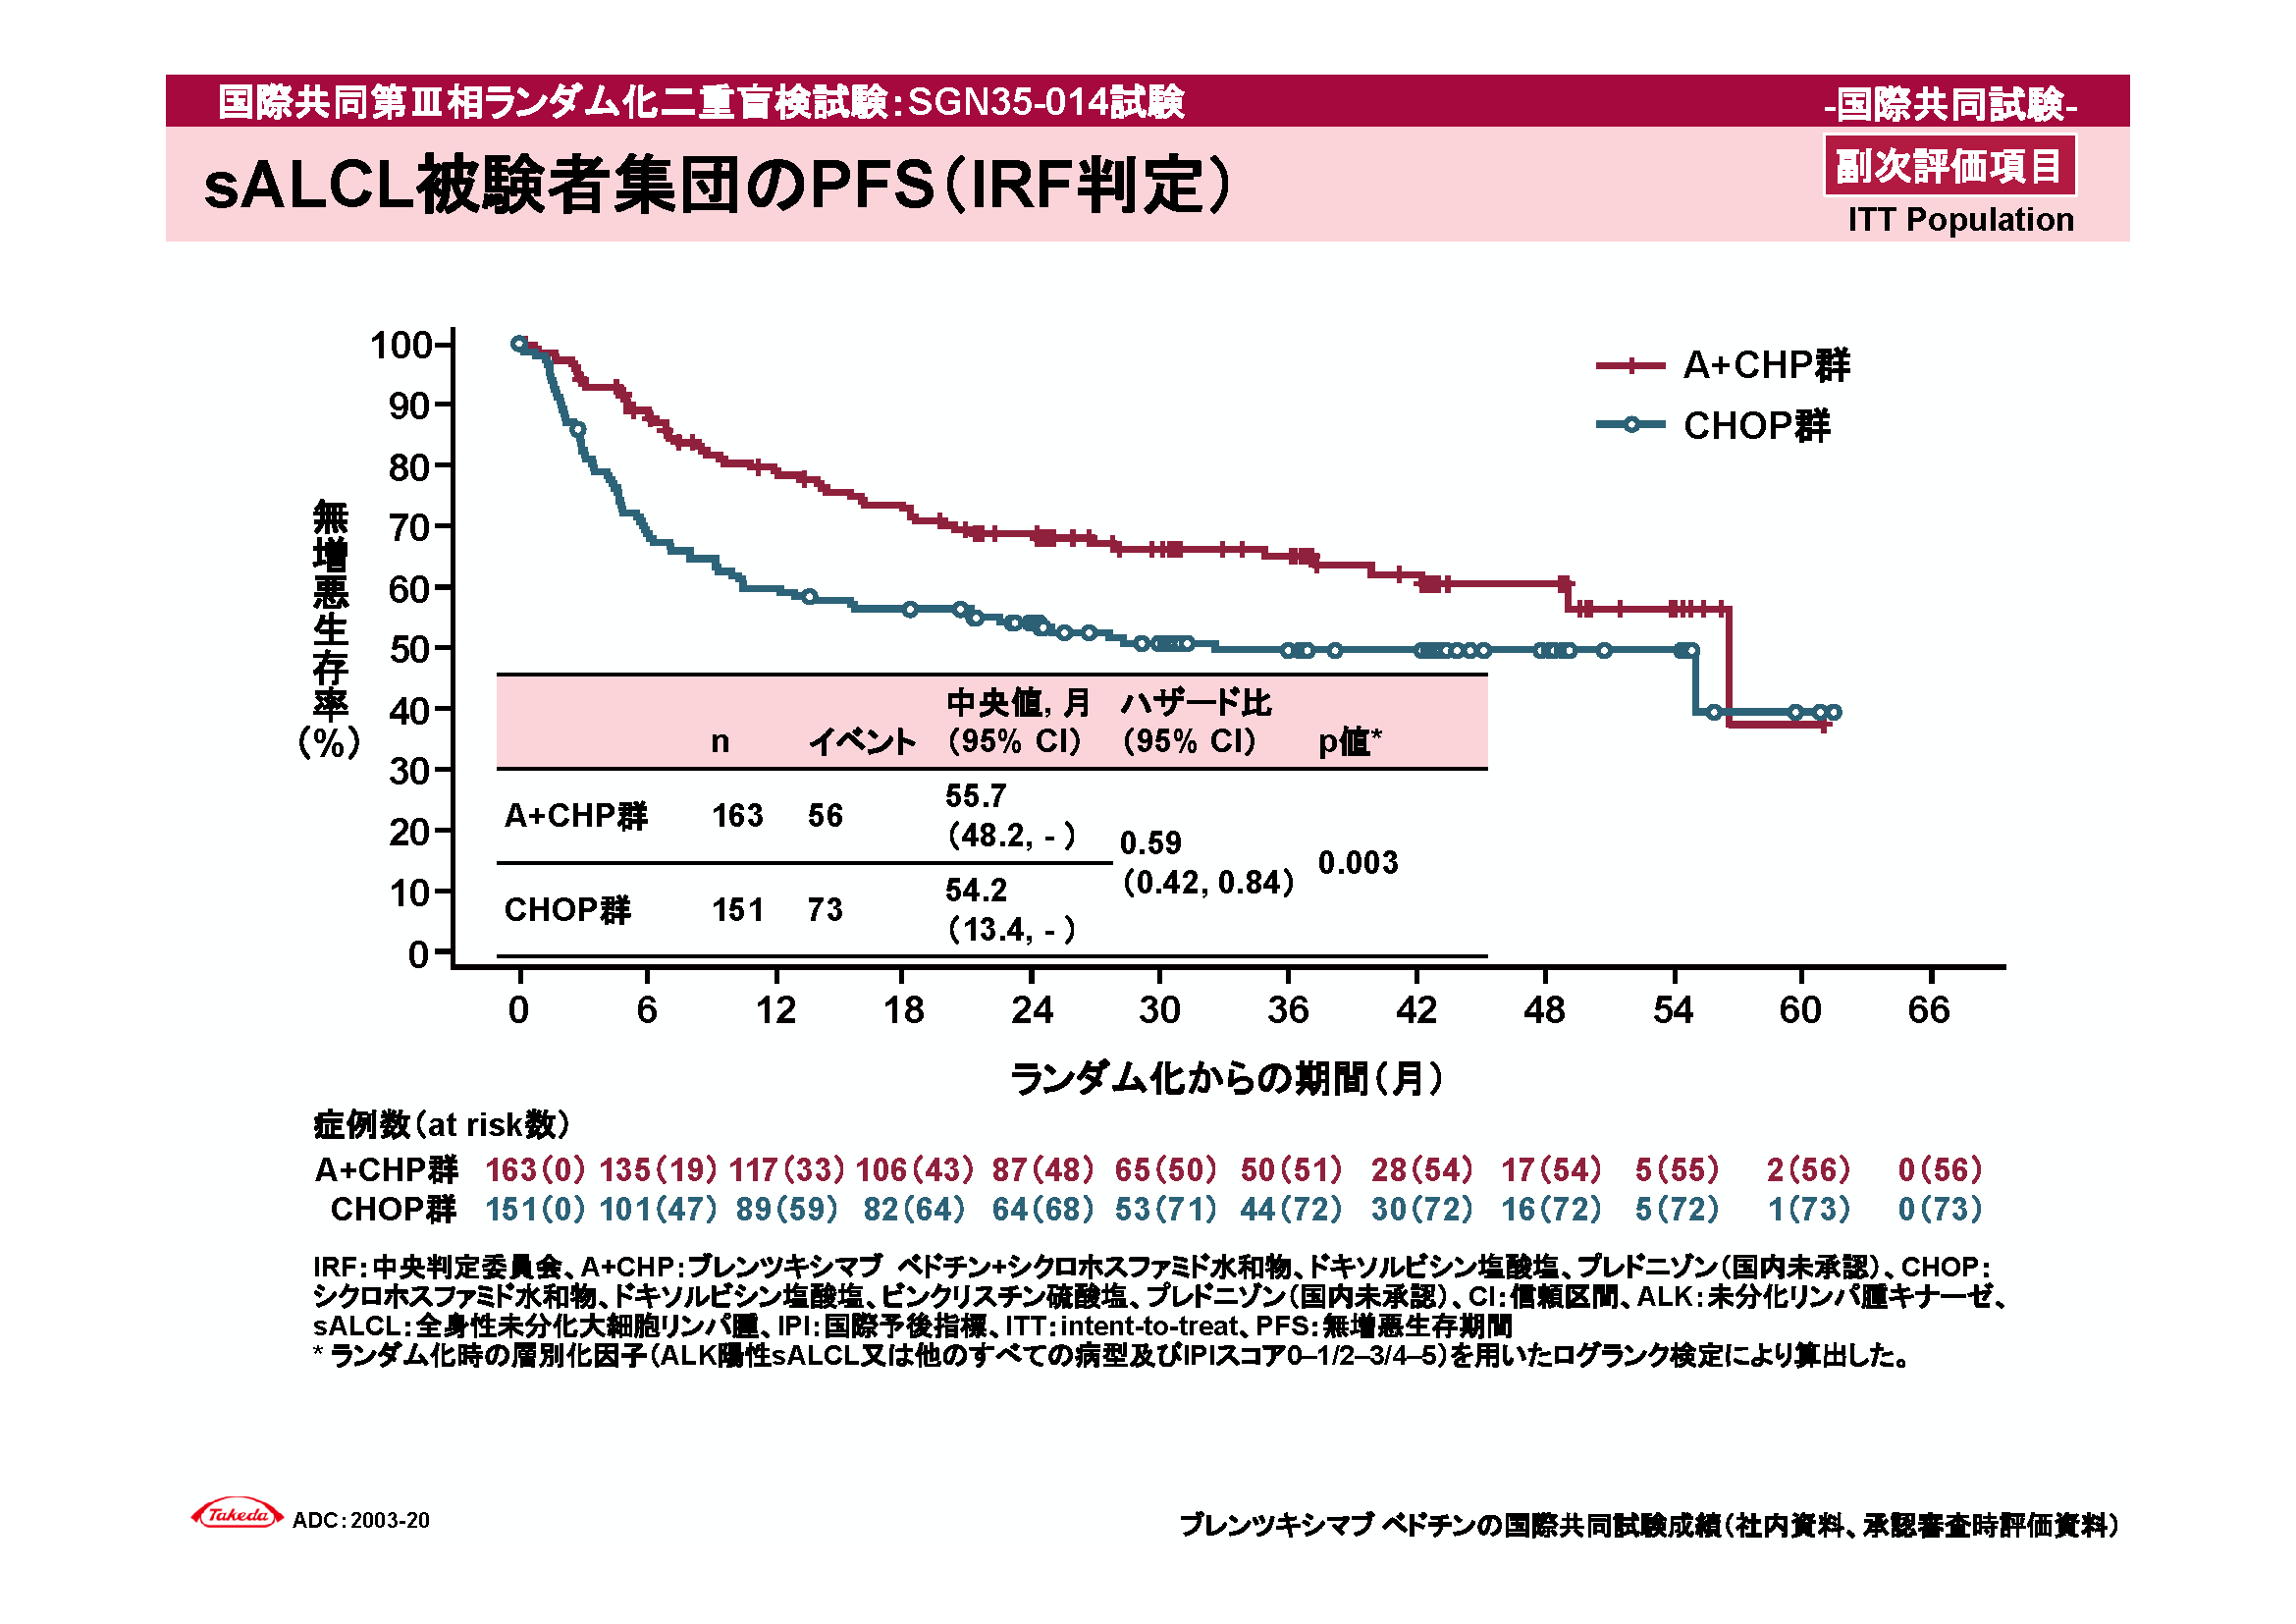 国際共同第Ⅲ相ランダム化二重盲検試験：SGN35-014試験
-国際共同試験-
sALCL被験者集団のPFS（IRF判定）
副次評価項目
ITT Population
A+CHP群
CHOP群
無増悪生存率（%）
100
90
80
70
60
50
40
30
20
10
0
n イベント 中央値, 月（95% CI） ハザード比（95% CI） p値*
A+CHP群 163 56 55.7（48.2, - ） 0.59（0.42, 0.84） 0.003
CHOP群 151 73 54.2（13.4, - ）
0 6 12 18 24 30 36 42 48 54 60 66
ランダム化からの期間（月）
症例数（at risk数）
A+CHP群 163（0） 135（19） 117（33） 106（43） 87（48） 65（50） 50（51） 28（54） 17（54） 5（55） 2（56） 0（56）
CHOP群 151（0） 101（47） 89（59） 82（64） 64（68） 53（71） 44（72） 30（72） 16（72） 5（72） 1（73） 0（73）
IRF：中央判定委員会、A+CHP：ブレンツキシマブ ベドチン+シクロホスファミド水和物、ドキソルビシン塩酸塩、プレドニゾン（国内未承認）、CHOP：
シクロホスファミド水和物、ドキソルビシン塩酸塩、ビンクリスチン硫酸塩、プレドニゾン（国内未承認）、CI：信頼区間、ALK：未分化リンパ腫キナーゼ、
sALCL：全身性未分化大細胞リンパ腫、IPI：国際予後指標、ITT：intent-to-treat、PFS：無増悪生存期間
* ランダム化時の層別化因子（ALK陽性sALCL又は他のすべての病型及びIPIスコア0–1/2–3/4–5）を用いたログランク検定により算出した。
Takeda ADC：2003-20
ブレンツキシマブ ベドチンの国際共同試験成績（社内資料、承認審査時評価資料）